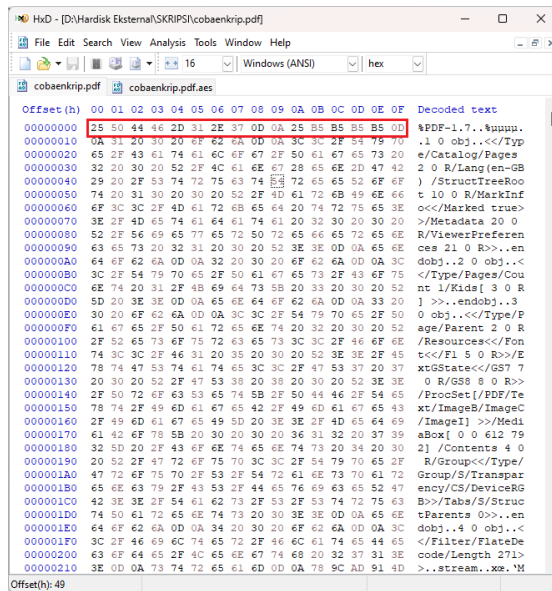 HxD - [D:\Hardisk Eksternal\SKRIPSI\cobaenkrip.pdf]
File Edit Search View Analysis Tools Window Help
16 Windows (ANSI) hex
cobaenkrip.pdf cobaenkrip.pdf.aes
Offset(h) 00 01 02 03 04 05 06 07 08 09 0A 0B 0C 0D 0E 0F Decoded text
00000000 25 50 44 46 2D 31 2E 37 0D 0A 25 B5 B5 B5 B5 0D %PDF-1.7..%µµµµ.
00000010 0A 31 20 30 20 6F 62 6A 0D 0A 3C 3C 2F 54 79 70 .1 0 obj..<</Typ
00000020 65 2F 43 61 74 61 6C 6F 67 2F 50 61 67 65 73 20 e/Catalog/Pages
00000030 32 20 30 20 52 2F 4C 61 6E 67 28 65 6E 2D 47 42 2 0 R/Lang(en-GB
00000040 29 20 2F 53 74 72 75 63 74 54 72 65 65 52 6F 6F ) /StructTreeRoo
00000050 74 20 31 30 20 30 20 52 2F 4D 61 72 6B 49 6E 66 t 10 0 R/MarkInf
00000060 6F 3C 3C 2F 4D 61 72 6B 65 64 20 74 72 75 65 3E o<</Marked true>
00000070 3E 2F 4D 65 74 61 64 61 74 61 20 32 30 20 30 20 >/Metadata 20 0
00000080 52 2F 56 69 65 77 65 72 50 72 65 66 65 72 65 6E R/ViewerPreferen
00000090 63 65 73 20 32 31 20 30 20 52 3E 3E 0D 0A 65 6E ces 21 0 R>>..en
000000A0 64 6F 62 6A 0D 0A 32 20 30 20 6F 62 6A 0D 0A 3C dobj..2 0 obj..<
000000B0 3C 2F 54 79 70 65 2F 50 61 67 65 73 2F 43 6F 75 </Type/Pages/Cou
000000C0 6E 74 20 31 2F 4B 69 64 73 5B 20 33 20 30 20 52 nt 1/Kids[ 3 0 R
000000D0 5D 20 3E 3E 0D 0A 65 6E 64 6F 62 6A 0D 0A 33 20 ] >>..endobj..3
000000E0 30 20 6F 62 6A 0D 0A 3C 3C 2F 54 79 70 65 2F 50 0 obj..<</Type/P
000000F0 61 67 65 2F 50 61 72 65 6E 74 20 32 20 30 20 52 age/Parent 2 0 R
00000100 2F 52 65 73 6F 75 72 63 65 73 3C 3C 2F 46 6F 6E /Resources<</Fon
00000110 74 3C 3C 2F 46 31 20 35 20 30 20 52 3E 3E 2F 45 t<</F1 5 0 R>>/E
00000120 78 74 47 53 74 61 74 65 3C 3C 2F 47 53 37 20 37 xtGState<</GS7 7
00000130 20 30 20 52 2F 47 53 38 20 38 20 30 20 52 3E 3E  0 R/GS8 8 0 R>>
00000140 2F 50 72 6F 63 53 65 74 5B 2F 50 44 46 2F 54 65 /ProcSet[/PDF/Te
00000150 78 74 2F 49 6D 61 67 65 42 2F 49 6D 61 67 65 43 xt/ImageB/ImageC
00000160 2F 49 6D 61 67 65 49 5D 20 3E 3E 2F 4D 65 64 69 /ImageI] >>/Medi
00000170 61 42 6F 78 5B 20 30 20 30 20 36 31 32 20 37 39 aBox[ 0 0 612 79
00000180 32 5D 20 2F 43 6F 6E 74 65 6E 74 73 20 34 20 30 2] /Contents 4 0
00000190 20 52 2F 47 72 6F 75 70 3C 3C 2F 54 79 70 65 2F  R/Group<</Type/
000001A0 47 72 6F 75 70 2F 53 2F 54 72 61 6E 73 70 61 72 Group/S/Transpar
000001B0 65 6E 63 79 2F 43 53 2F 44 65 76 69 63 65 52 47 ency/CS/DeviceRG
000001C0 42 3E 3E 2F 54 61 62 73 2F 53 2F 53 74 72 75 63 B>>/Tabs/S/Struc
000001D0 74 50 61 72 65 6E 74 73 20 30 3E 3E 0D 0A 65 6E tParents 0>>..en
000001E0 64 6F 62 6A 0D 0A 34 20 30 20 6F 62 6A 0D 0A 3C dobj..4 0 obj..<
000001F0 3C 2F 46 69 6C 74 65 72 2F 46 6C 61 74 65 44 65 </Filter/FlateDe
00000200 63 6F 64 65 2F 4C 65 6E 67 74 68 20 32 37 31 3E code/Length 271>
00000210 3E 0D 0A 73 74 72 65 61 6D 0D 0A 78 9C AD 91 4D >..stream..xœ.‘M
Offset(h): 49